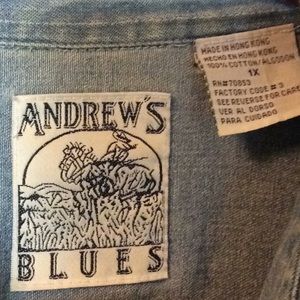 ANDREW'S
BLUES
MADE IN HONG KONG
HECHO EN HONG KONG
100% COTTON/ALGODON
1X
RN#70853
FACTORY CODE # 3
SEE REVERSE FOR CARE
VER AL DORSO
PARA CUIDADO